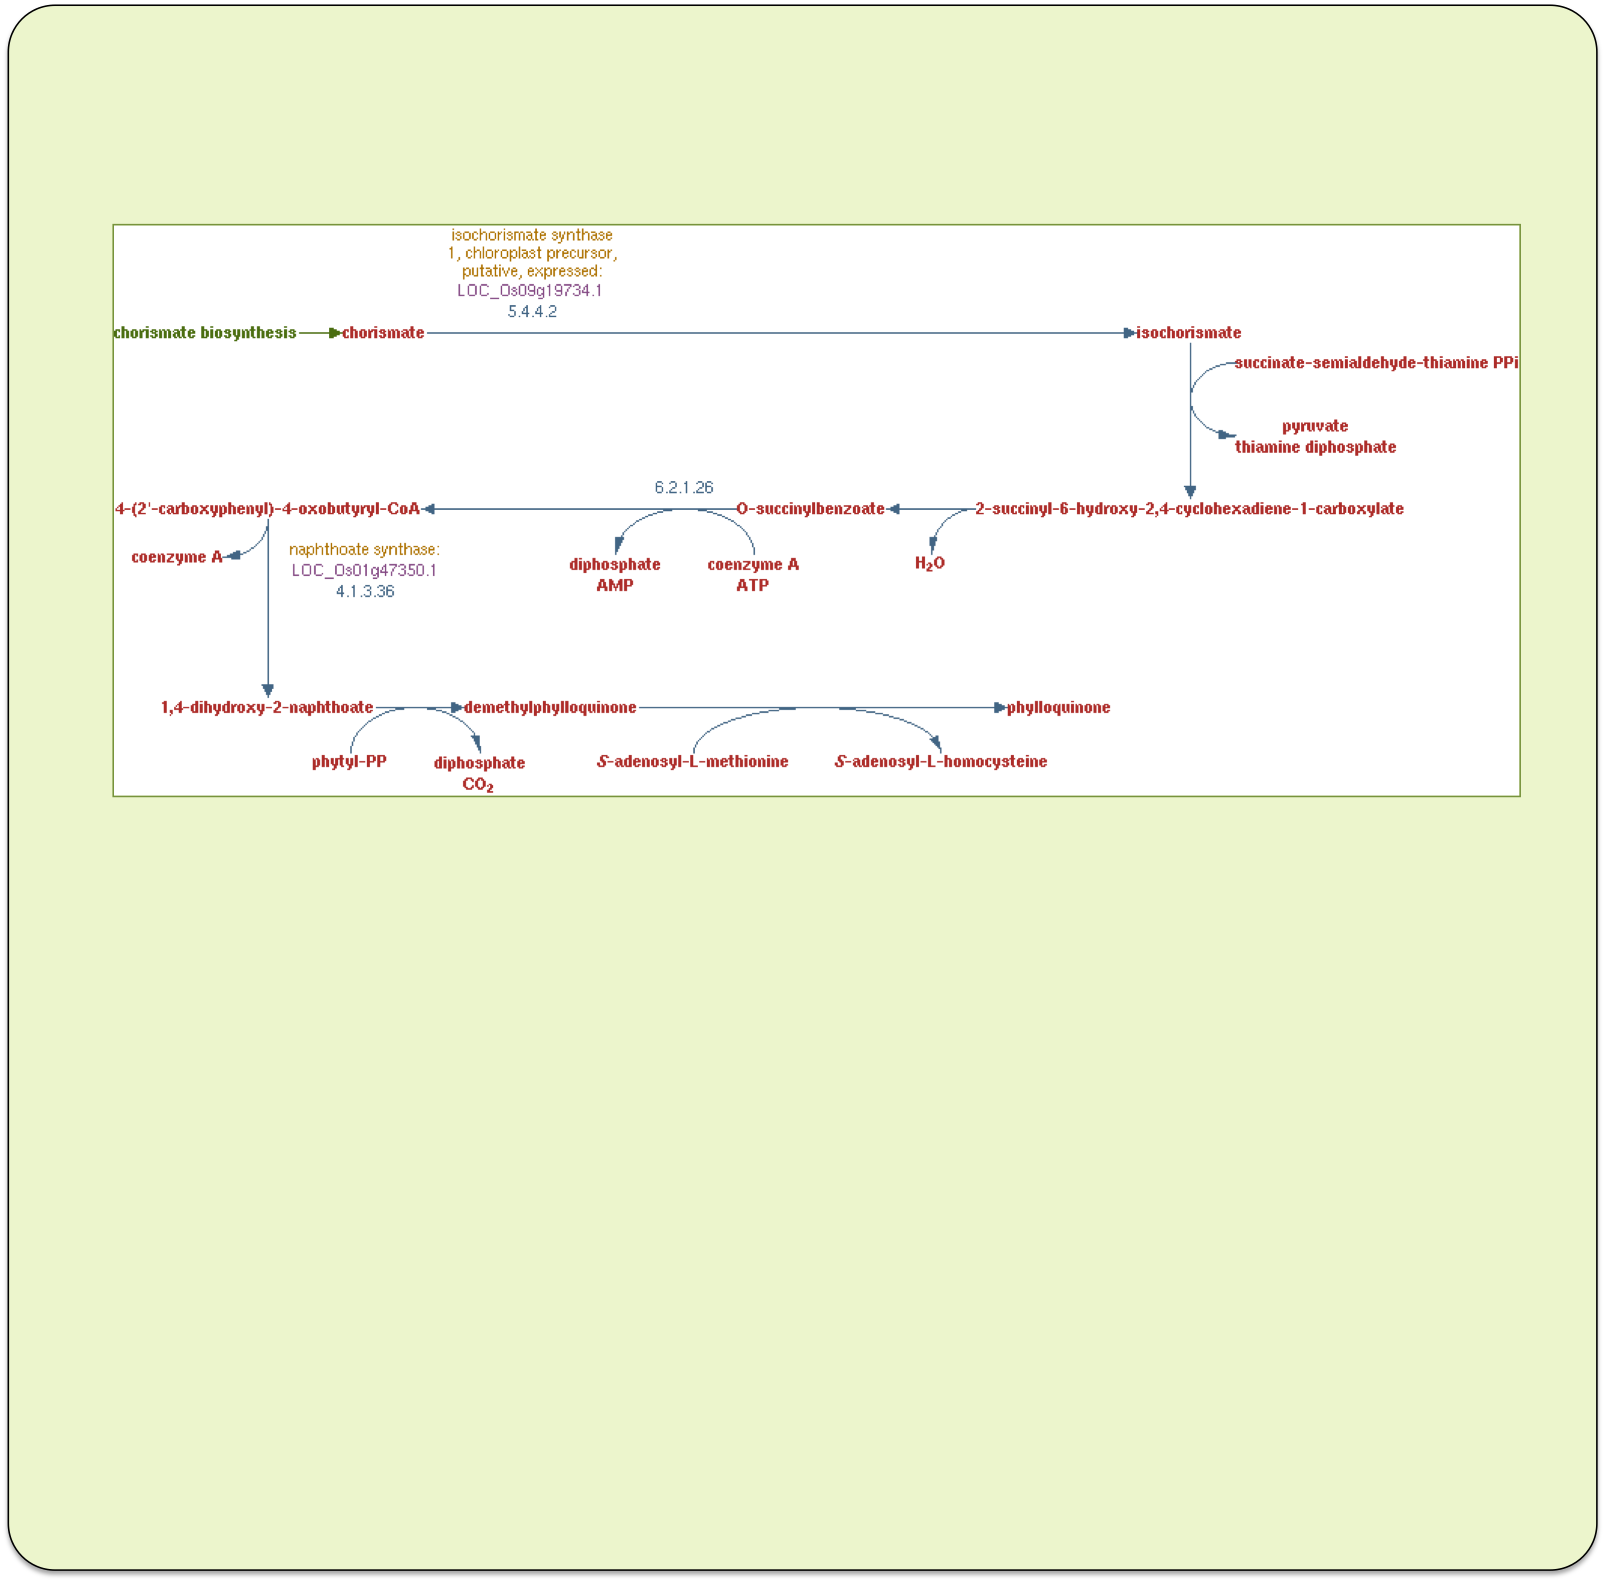 isochorismate synthase
1, chloroplast precursor,
putative, expressed:
LOC_Os09g19734.1
5.4.4.2
chorismate biosynthesis chorismate isochorismate
succinate-semialdehyde-thiamine PPi
pyruvate
thiamine diphosphate
6.2.1.26
4-(2'-carboxyphenyl)-4-oxobutyryl-CoA O-succinylbenzoate 2-succinyl-6-hydroxy-2,4-cyclohexadiene-1-carboxylate
coenzyme A
naphthoate synthase:
LOC_Os01g47350.1
4.1.3.36
diphosphate
AMP
coenzyme A
ATP
H₂O
1,4-dihydroxy-2-naphthoate demethylphylloquinone phylloquinone
phytyl-PP
diphosphate
CO₂
S-adenosyl-L-methionine S-adenosyl-L-homocysteine